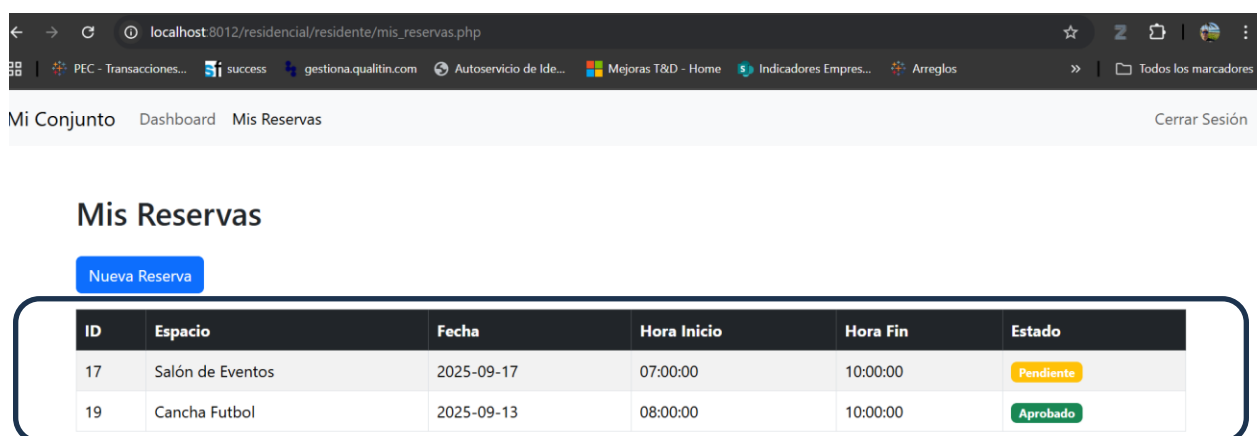 localhost:8012/residencial/residente/mis_reservas.php
PEC - Transacciones... success gestiona.qualitin.com Autoservicio de Ide... Mejoras T&D - Home Indicadores Empres... Arreglos » Todos los marcadores
Mi Conjunto Dashboard Mis Reservas Cerrar Sesión
Mis Reservas
Nueva Reserva
ID Espacio Fecha Hora Inicio Hora Fin Estado
17 Salón de Eventos 2025-09-17 07:00:00 10:00:00 Pendiente
19 Cancha Futbol 2025-09-13 08:00:00 10:00:00 Aprobado